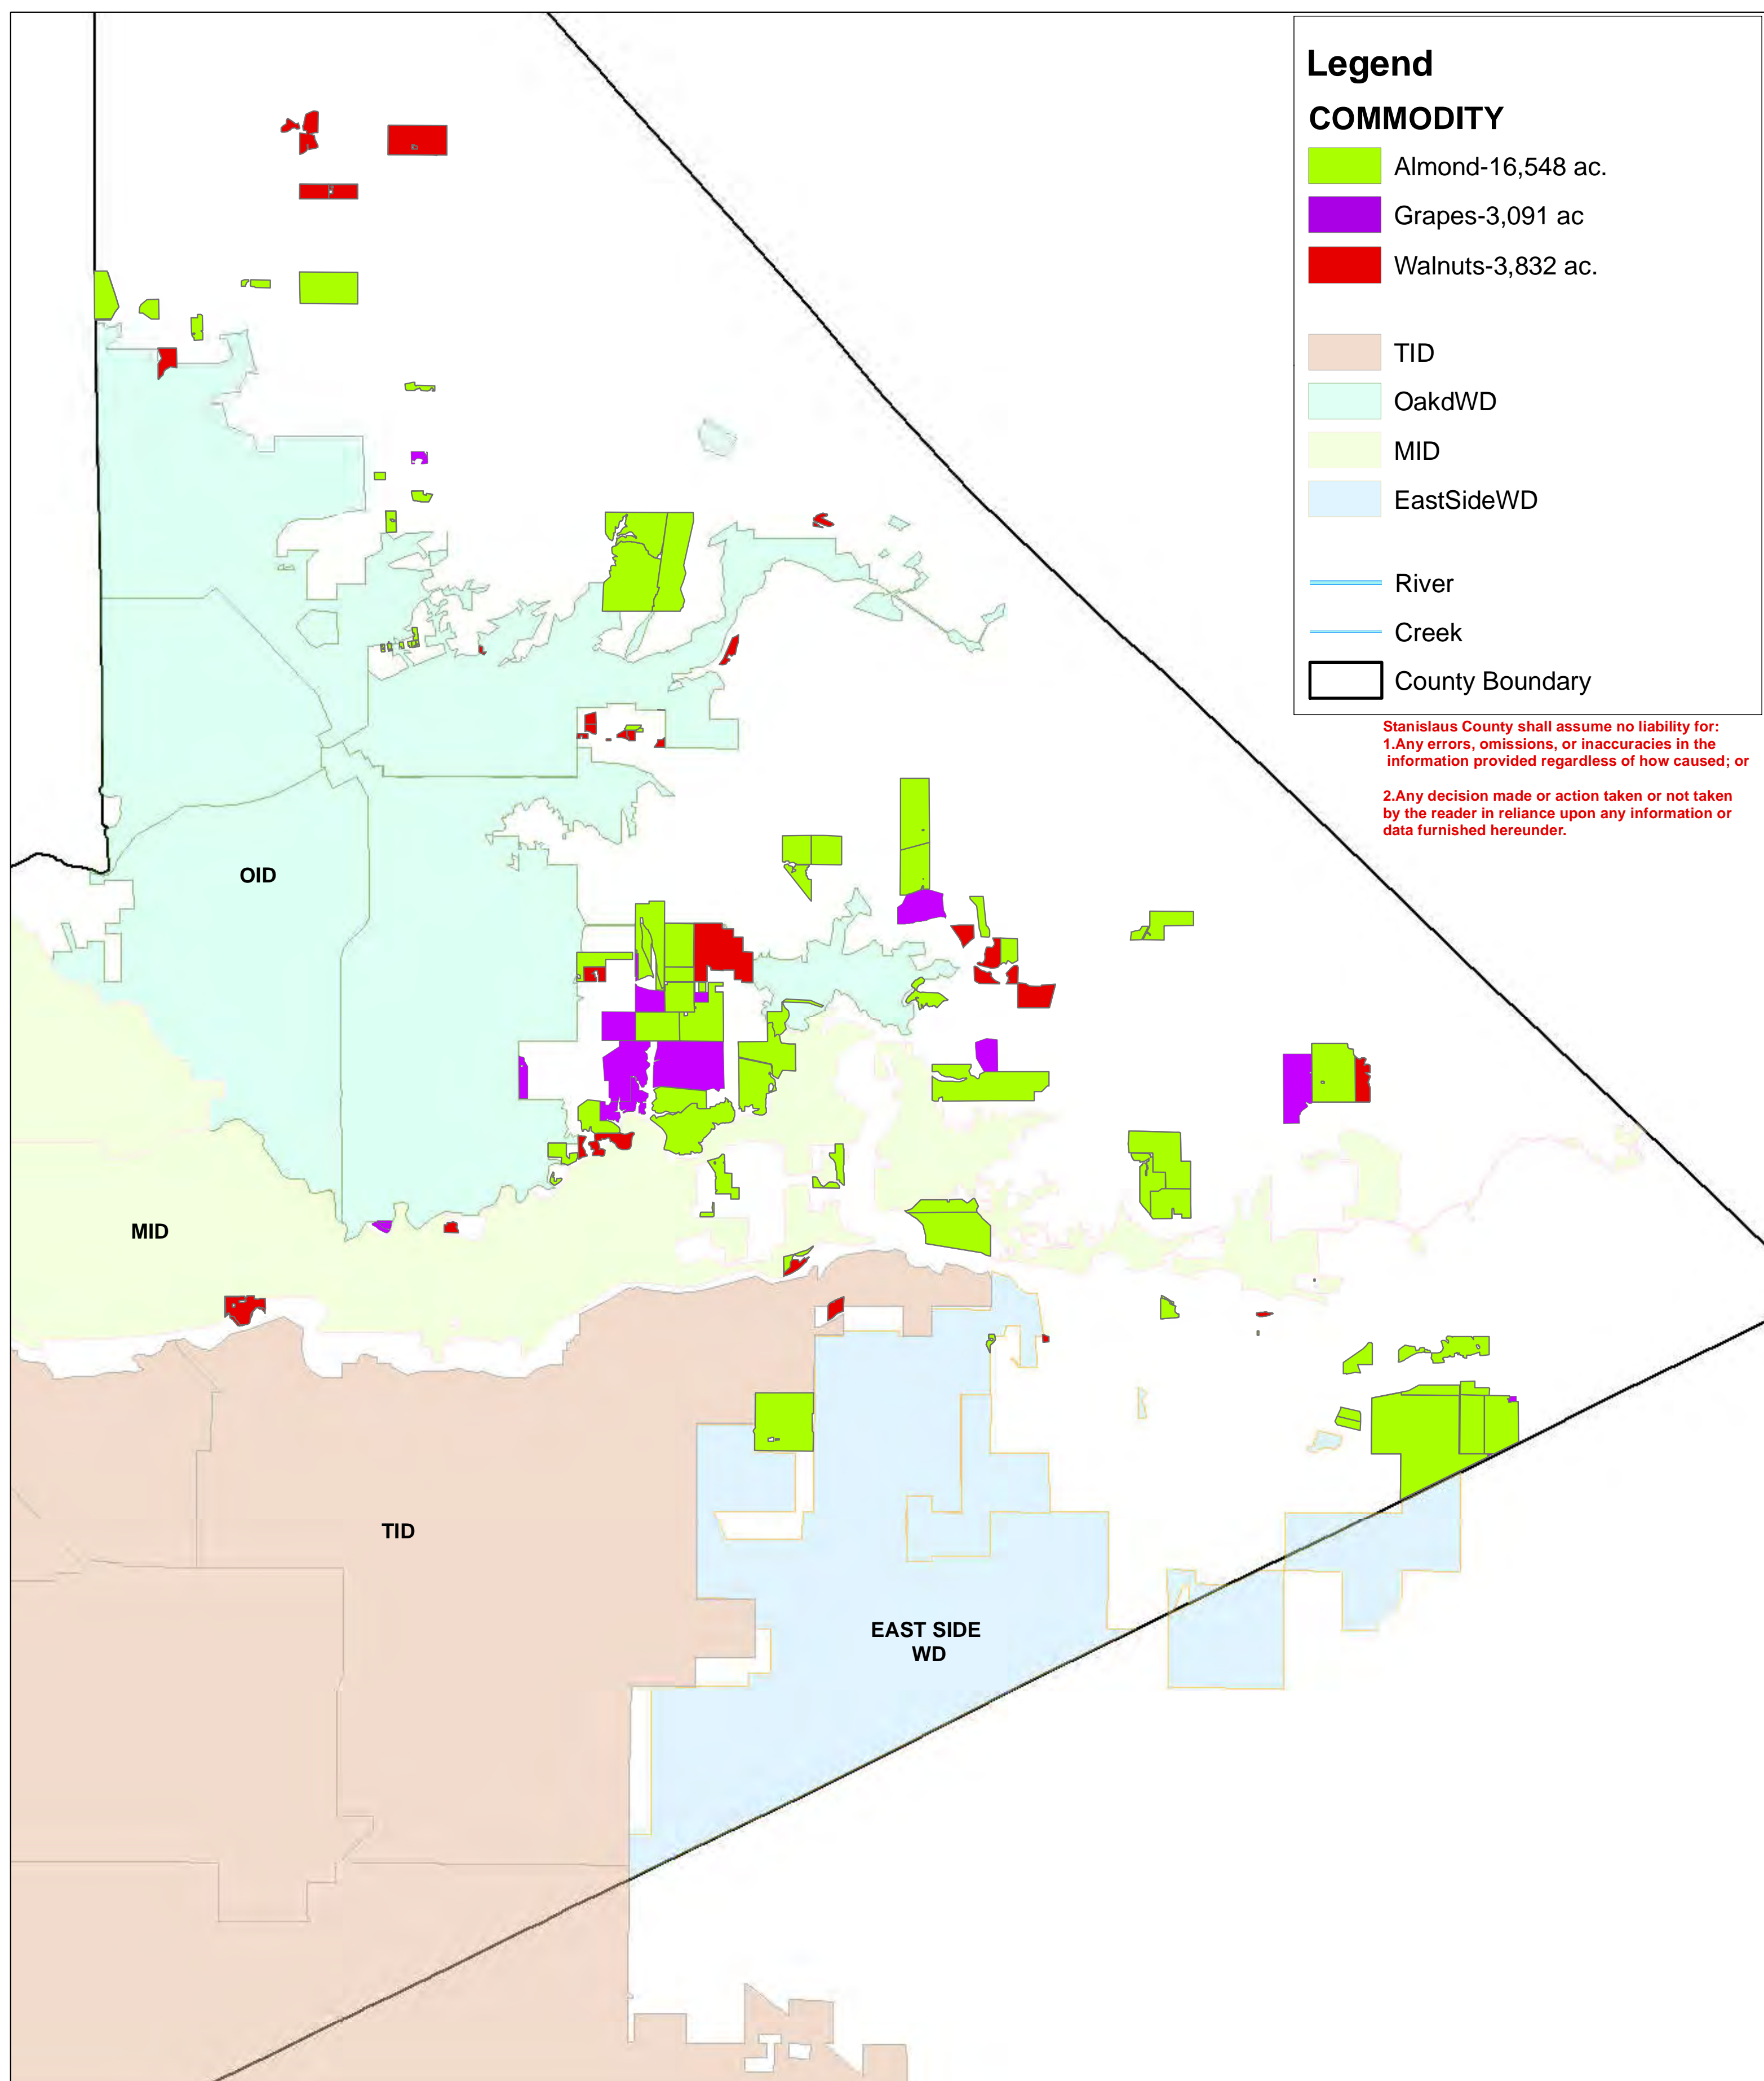 Legend
COMMODITY
Almond-16,548 ac.
Grapes-3,091 ac
Walnuts-3,832 ac.
TID
OakdWD
MID
EastSideWD
River
Creek
County Boundary
Stanislaus County shall assume no liability for:
1.Any errors, omissions, or inaccuracies in the
information provided regardless of how caused; or
2.Any decision made or action taken or not taken
by the reader in reliance upon any information or
data furnished hereunder.
OID
MID
TID
EAST SIDE
WD